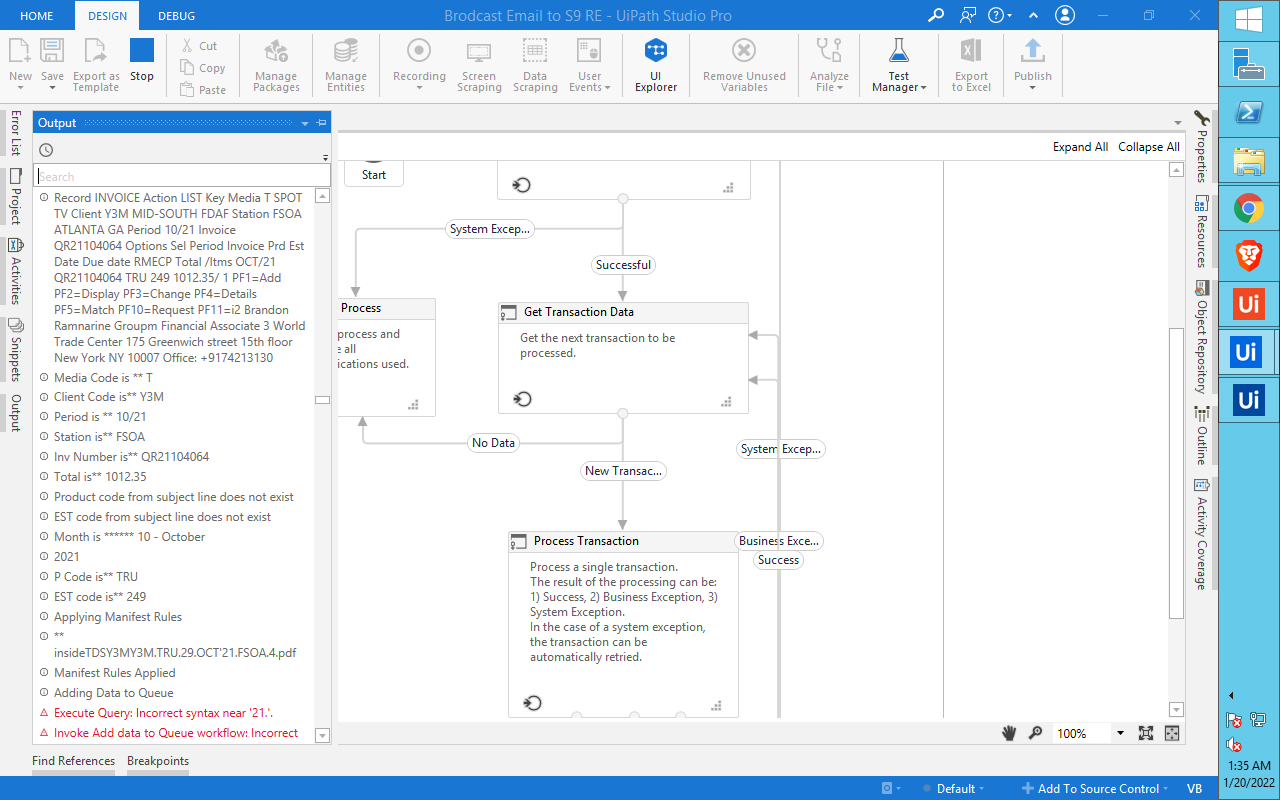 HOME
DESIGN
DEBUG
Brodcast Email to S9 RE - UiPath Studio Pro
New
Save
Export as
Template
Stop
Cut
Copy
Paste
Manage
Packages
Manage
Entities
Recording
Screen
Scraping
Data
Scraping
User
Events
UI
Explorer
Remove Unused
Variables
Analyze
File
Test
Manager
Export
to Excel
Publish
Error List
Project
Activities
Snippets
Output
Output
Search
Record INVOICE Action LIST Key Media T SPOT
TV Client Y3M MID-SOUTH FDAF Station FSOA
ATLANTA GA Period 10/21 Invoice
QR21104064 Options Sel Period Invoice Prd Est
Date Due date RMECP Total /Itms OCT/21
QR21104064 TRU 249 1012.35/ 1 PF1=Add
PF2=Display PF3=Change PF4=Details
PF5=Match PF10=Request PF11=i2 Brandon
Ramnarine Groupm Financial Associate 3 World
Trade Center 175 Greenwich street 15th floor
New York NY 10007 Office: +9174213130
Media Code is ** T
Client Code is** Y3M
Period is ** 10/21
Station is** FSOA
Inv Number is** QR21104064
Total is** 1012.35
Product code from subject line does not exist
EST code from subject line does not exist
Month is ****** 10 - October
2021
P Code is** TRU
EST code is** 249
Applying Manifest Rules
**
insideTDSY3MY3M.TRU.29.OCT'21.FSOA.4.pdf
Manifest Rules Applied
Adding Data to Queue
Execute Query: Incorrect syntax near '21.'.
Invoke Add data to Queue workflow: Incorrect
Find References
Breakpoints
Expand All
Collapse All
Start
System Excep...
Successful
Process
process and
e all
ications used.
Get Transaction Data
Get the next transaction to be
processed.
No Data
New Transac...
System Excep...
Process Transaction
Process a single transaction.
The result of the processing can be:
1) Success, 2) Business Exception, 3)
System Exception.
In the case of a system exception,
the transaction can be
automatically retried.
Business Exce...
Success
100%
Properties
Resources
Object Repository
Outline
Activity Coverage
Default
Add To Source Control
VB
Ui
Ui
Ui
1:35 AM
1/20/2022